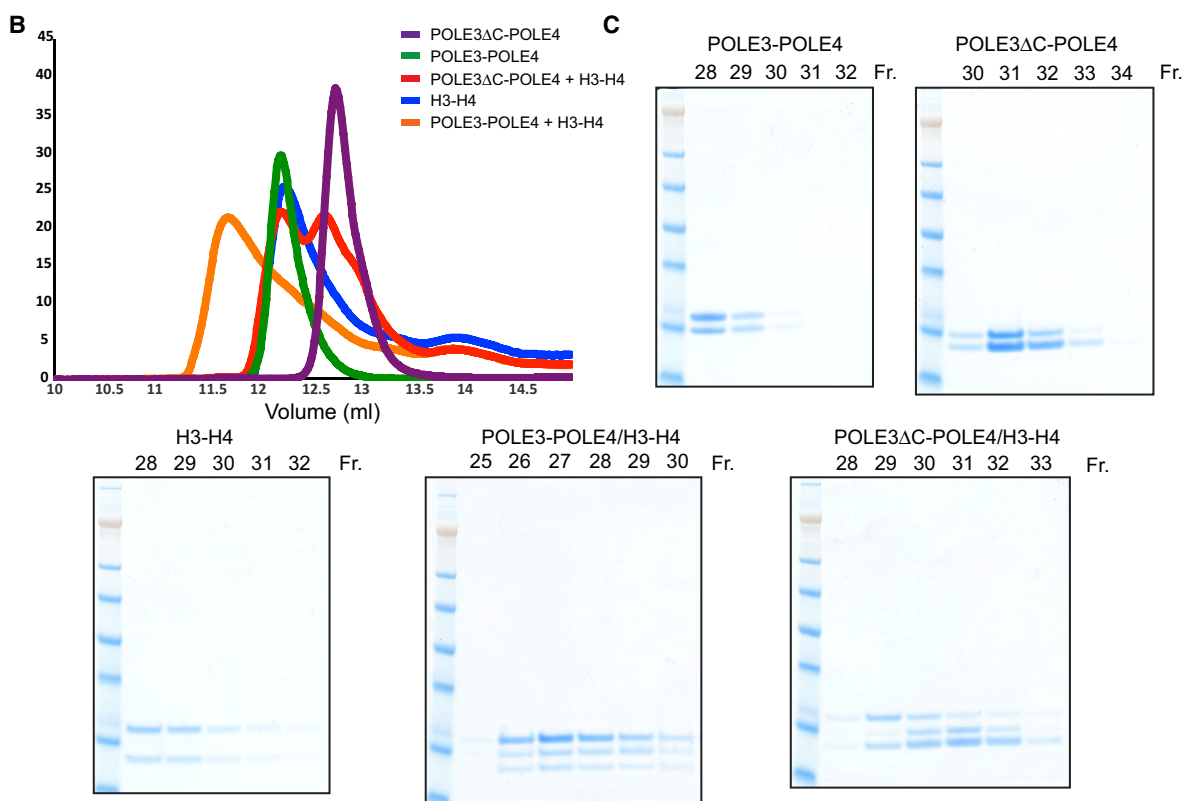 B
45
40
35
30
25
20
15
10
5
0
10 10.5 11 11.5 12 12.5 13 13.5 14 14.5
Volume (ml)
POLE3ΔC-POLE4
POLE3-POLE4
POLE3ΔC-POLE4 + H3-H4
H3-H4
POLE3-POLE4 + H3-H4
C
POLE3-POLE4
28 29 30 31 32 Fr.
POLE3ΔC-POLE4
30 31 32 33 34 Fr.
H3-H4
28 29 30 31 32 Fr.
POLE3-POLE4/H3-H4
25 26 27 28 29 30 Fr.
POLE3ΔC-POLE4/H3-H4
28 29 30 31 32 33 Fr.